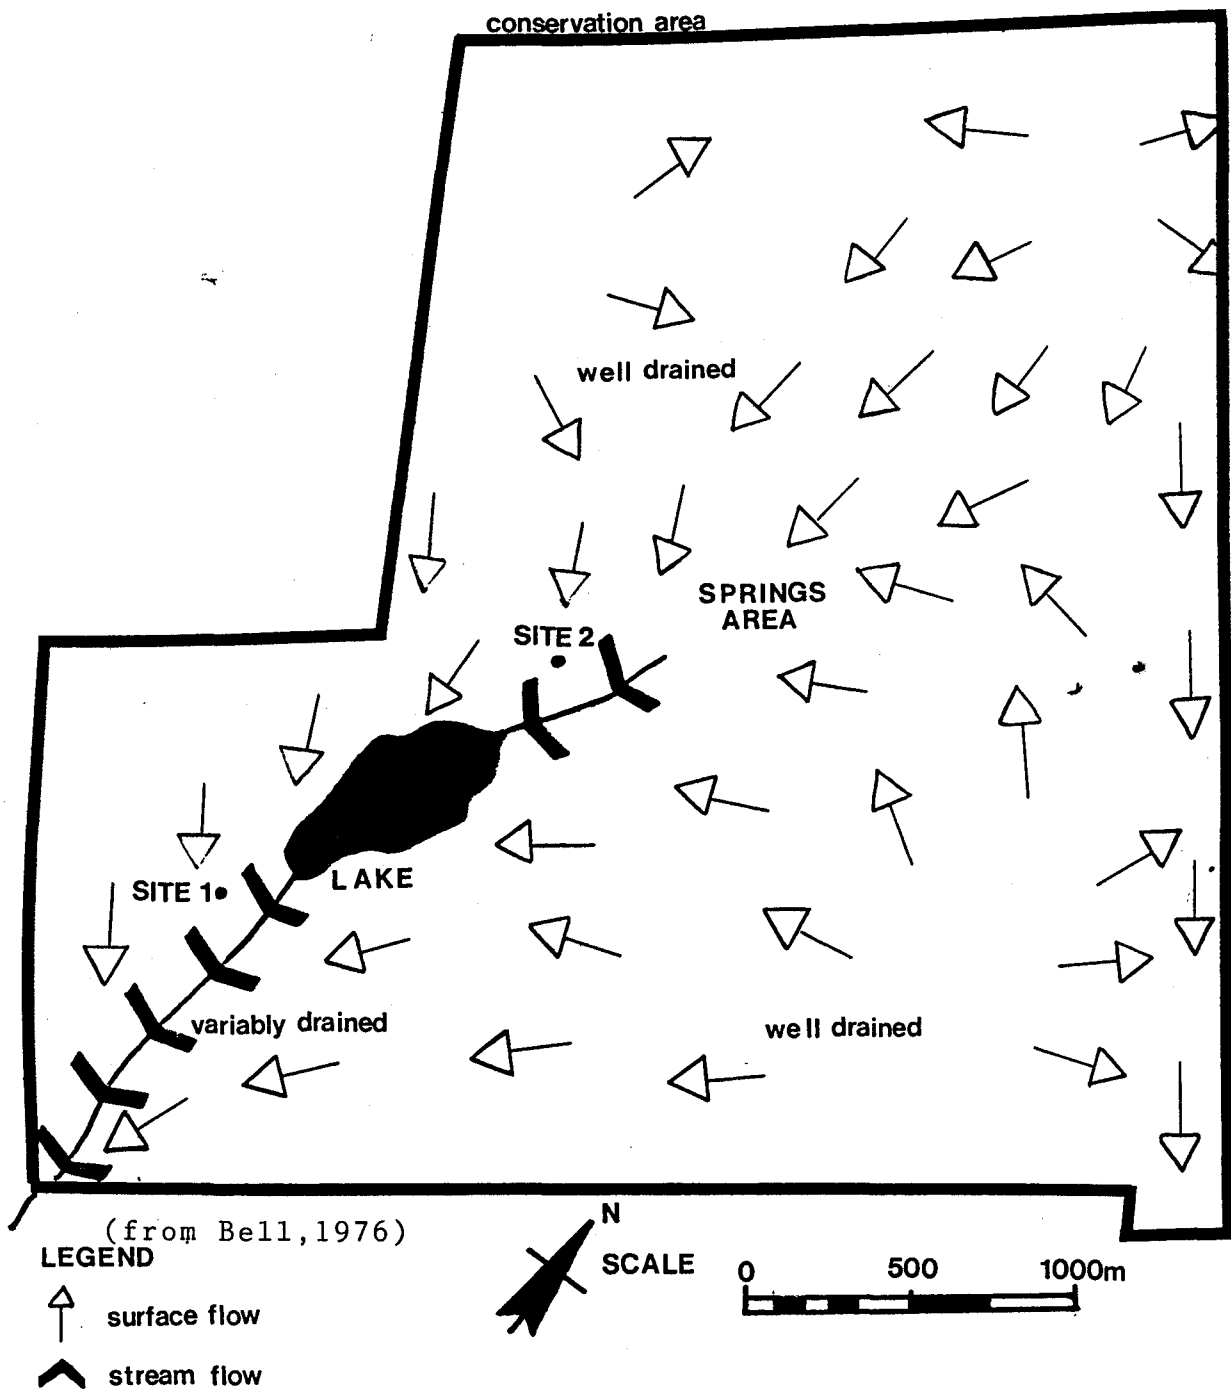 conservation area
well drained
SPRINGS
AREA
SITE 2
LAKE
SITE 1
variably drained
well drained
(from Bell,1976)
LEGEND
surface flow
stream flow
N
SCALE
0 500 1000m